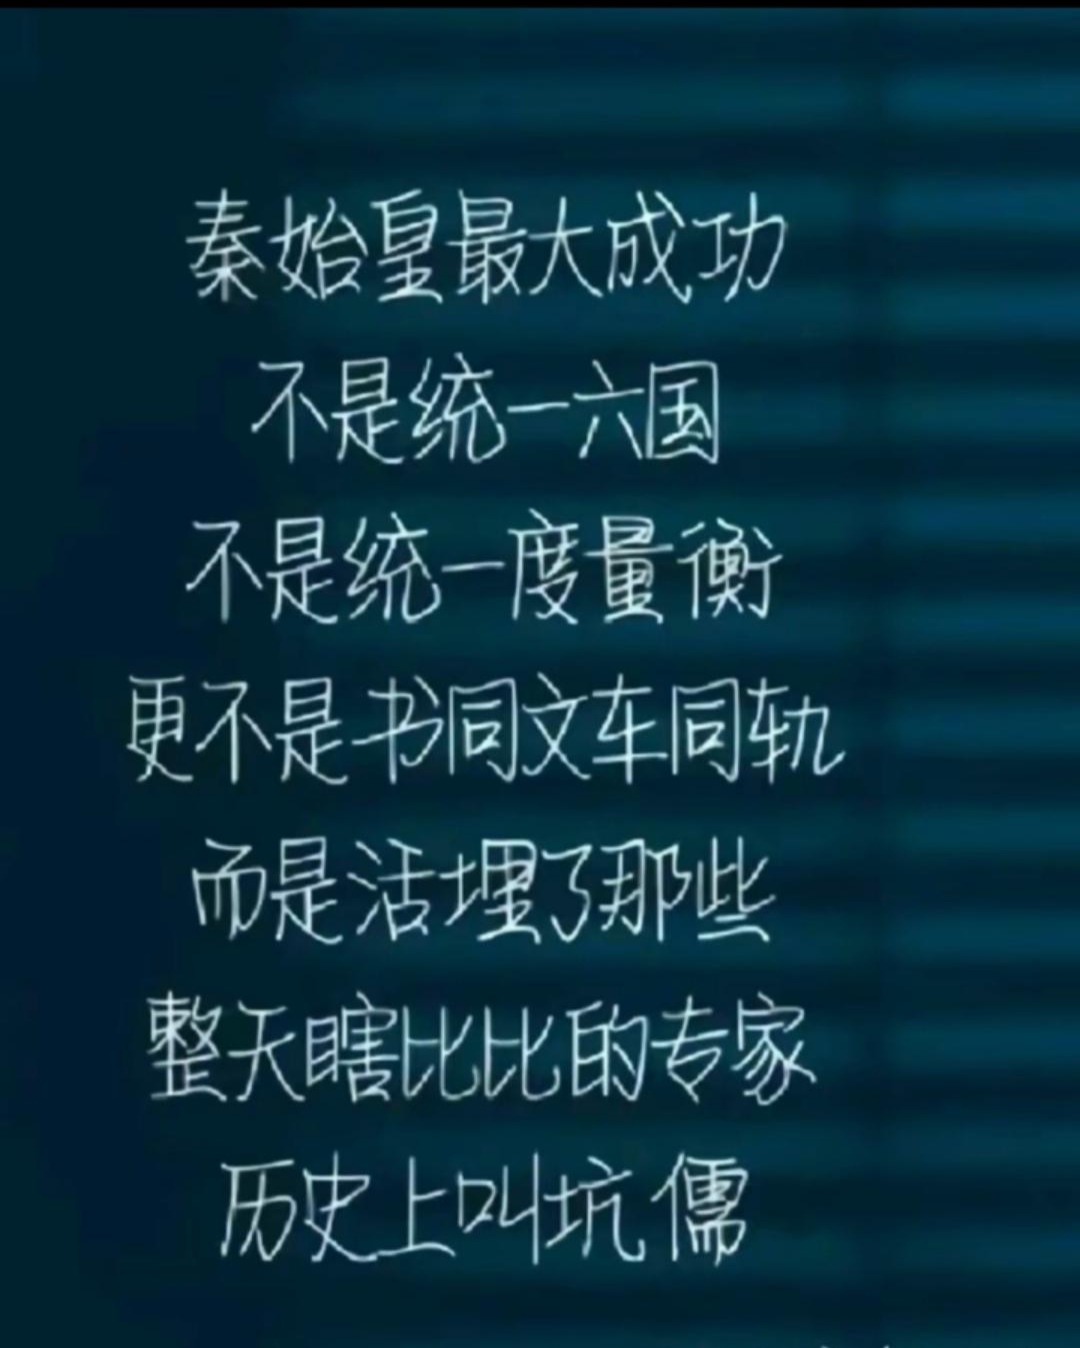 秦始皇最大成功
不是统一六国
不是统一度量衡
更不是书同文车同轨
而是活埋了那些
整天瞎比比的专家
历史上叫坑儒